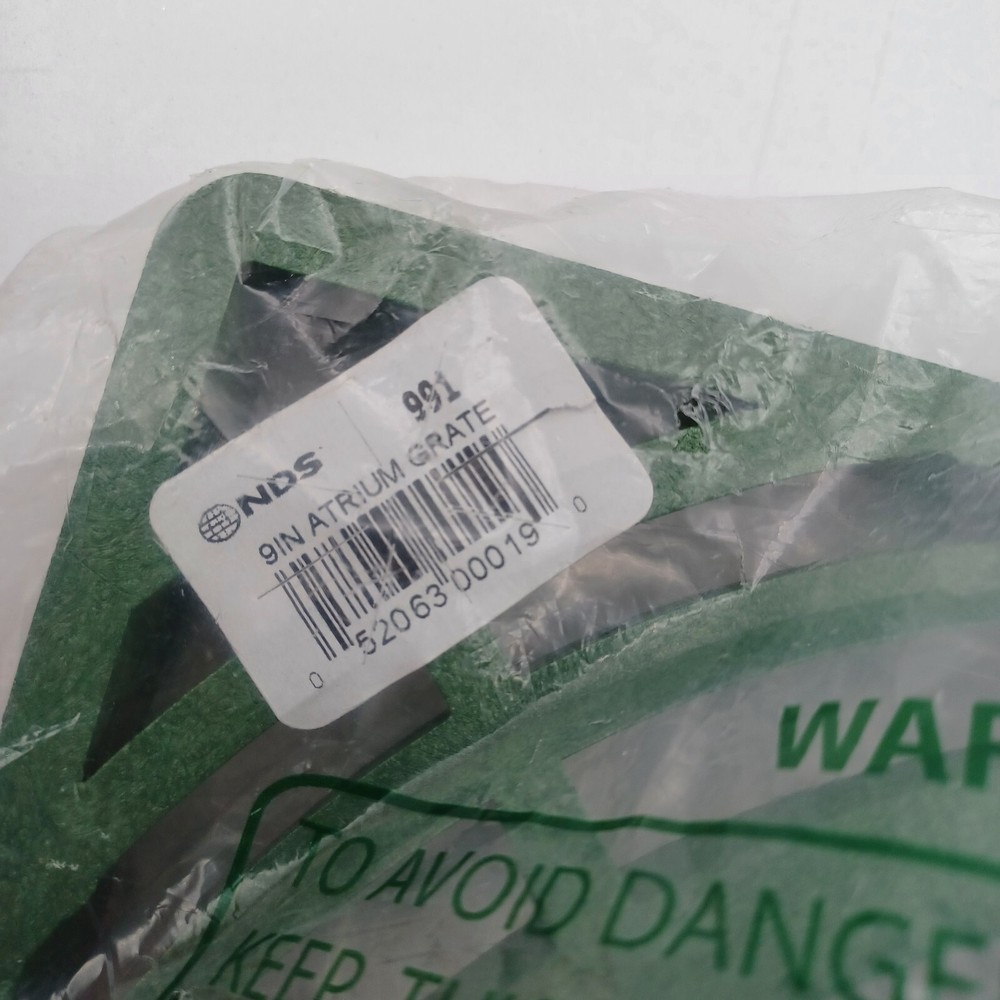 991
NDS
9IN ATRIUM GRATE
0 52063 00019 0
WAR
TO AVOID DANGE
KEEP